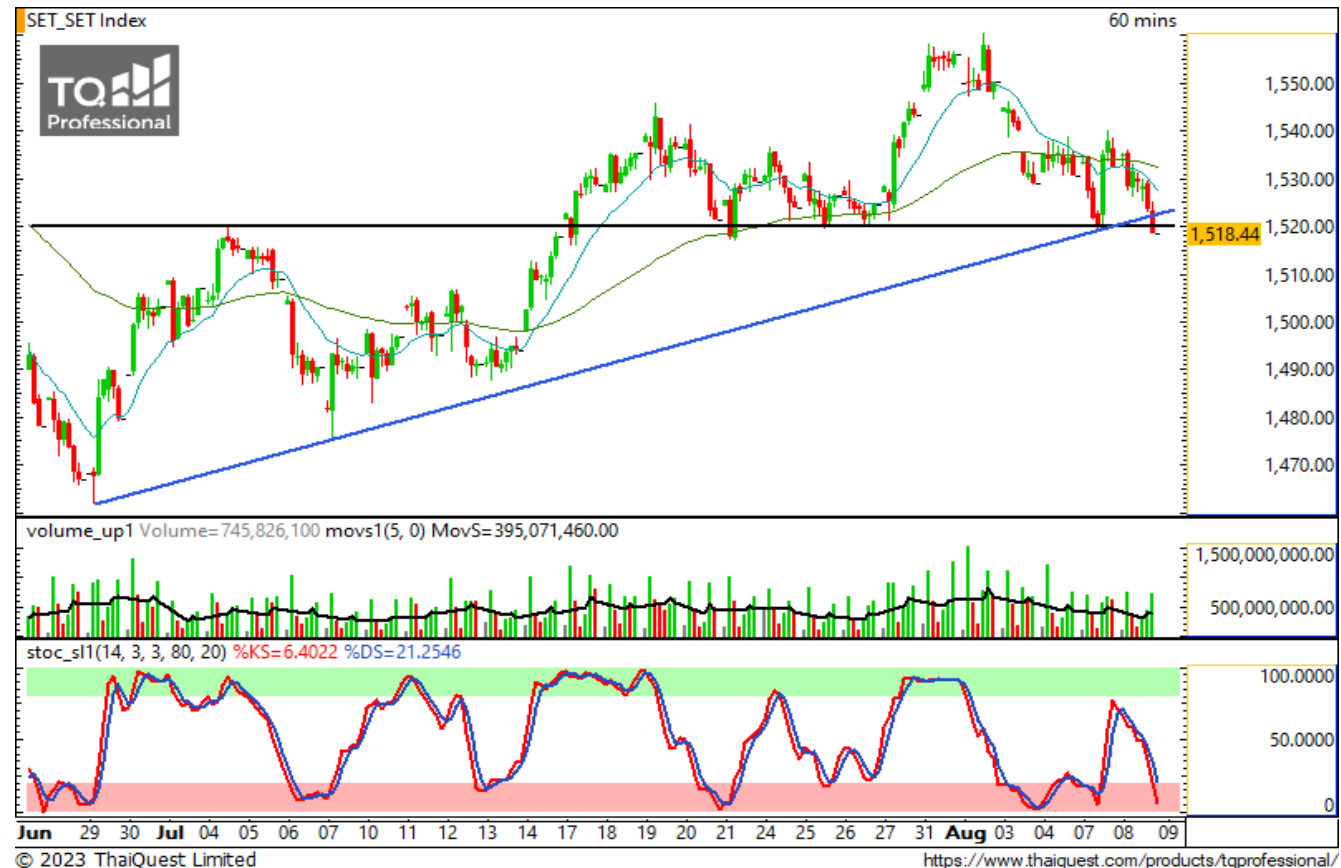 SET_SET Index 60 mins
TQ
Professional
1,550.00
1,540.00
1,530.00
1,520.00
1,518.44
1,510.00
1,500.00
1,490.00
1,480.00
1,470.00
volume_up1 Volume=745,826,100 movs1(5, 0) MovS=395,071,460.00
1,500,000,000.00
500,000,000.00
stoc_sl1(14, 3, 3, 80, 20) %KS=6.4022 %DS=21.2546
100.0000
50.0000
0
Jun 29 30 Jul 04 05 06 07 10 11 12 13 14 17 18 19 20 21 24 25 26 27 31 Aug 03 04 07 08 09
© 2023 ThaiQuest Limited https://www.thaiquest.com/products/tqprofessional/